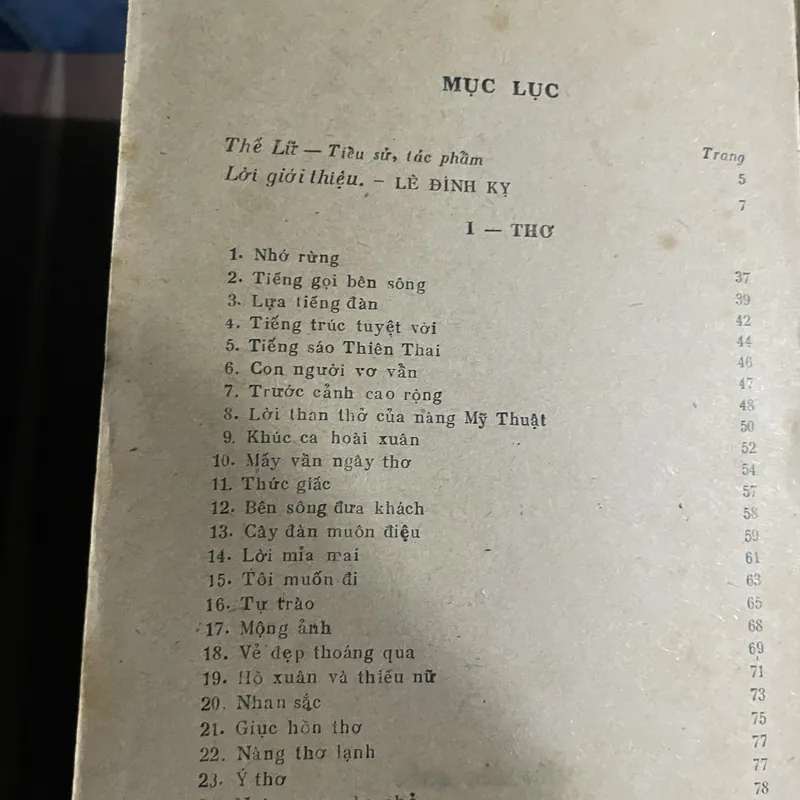 MỤC LỤC
Trang
Thế Lữ — Tiểu sử, tác phẩm 5
Lời giới thiệu. – LÊ ĐÌNH KỴ 7
I — THƠ
1. Nhớ rừng 37
2. Tiếng gọi bên sông 39
3. Lựa tiếng đàn 42
4. Tiếng trúc tuyệt vời 44
5. Tiếng sáo Thiên Thai 46
6. Con người vơ vẩn 47
7. Trước cảnh cao rộng 48
8. Lời than thở của nàng Mỹ Thuật 50
9. Khúc ca hoài xuân 52
10. Mấy vần ngây thơ 54
11. Thức giấc 57
12. Bên sông đưa khách 58
13. Cây đàn muôn điệu 59
14. Lời mỉa mai 61
15. Tôi muốn đi 63
16. Tự trào 65
17. Mộng ảnh 68
18. Vẻ đẹp thoáng qua 69
19. Hồ xuân và thiếu nữ 71
20. Nhan sắc 73
21. Giục hồn thơ 75
22. Nàng thơ lạnh 77
23. Ý thơ 77
78